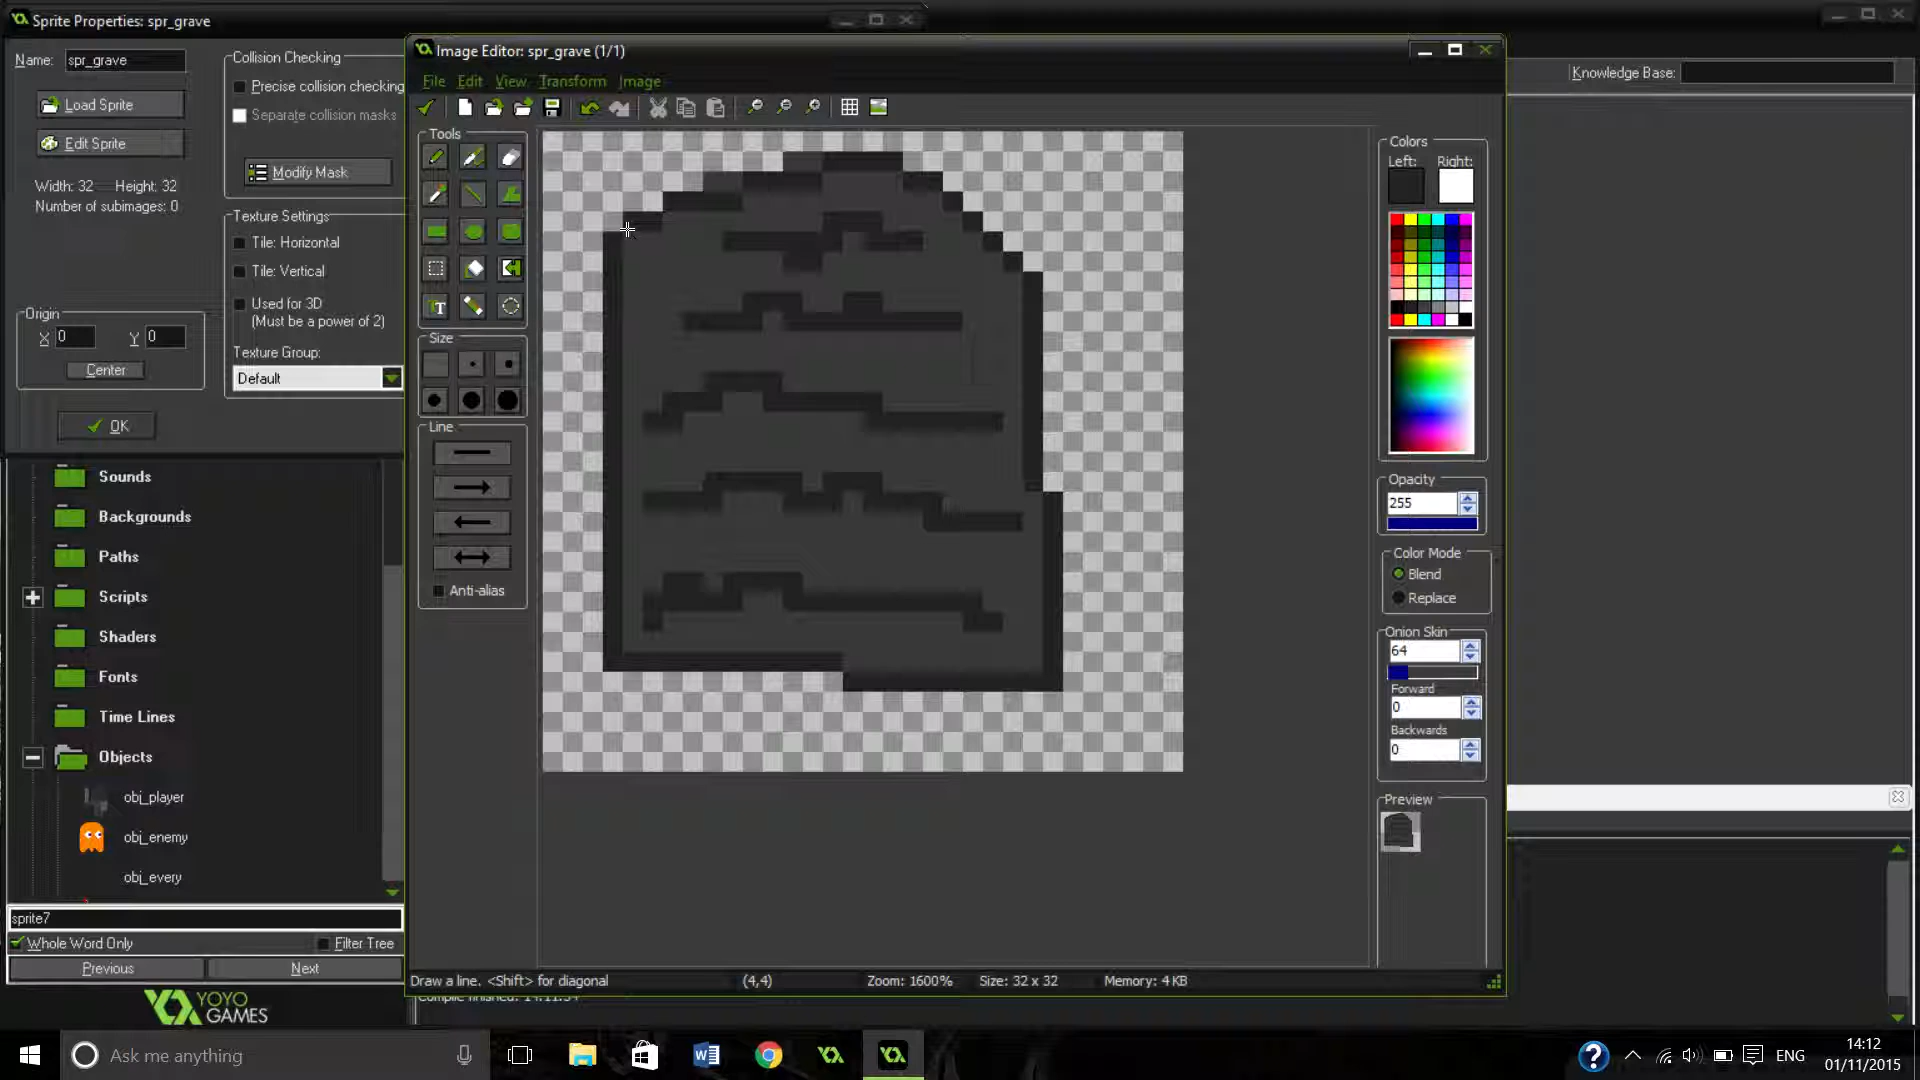 Sprite Properties: spr_grave
Name: spr_grave
Load Sprite
Edit Sprite
Width: 32 Height: 32
Number of subimages: 0
Origin
X 0 Y 0
Center
OK
Collision Checking
Precise collision checking
Separate collision masks
Modify Mask
Texture Settings
Tile: Horizontal
Tile: Vertical
Used for 3D
(Must be a power of 2)
Texture Group:
Default
Sounds
Backgrounds
Paths
Scripts
Shaders
Fonts
Time Lines
Objects
obj_player
obj_enemy
obj_every
sprite7
Whole Word Only Filter Tree
Previous Next
YOYO
GAMES
Image Editor: spr_grave (1/1)
File Edit View Transform Image
Tools
Size
Line
Anti-alias
Colors
Left: Right:
Opacity
255
Color Mode
Blend
Replace
Onion Skin
64
Forward
0
Backwards
0
Preview
Draw a line. <Shift> for diagonal (4,4) Zoom: 1600% Size: 32 x 32 Memory: 4 KB
Knowledge Base:
Ask me anything
ENG
14:12
01/11/2015